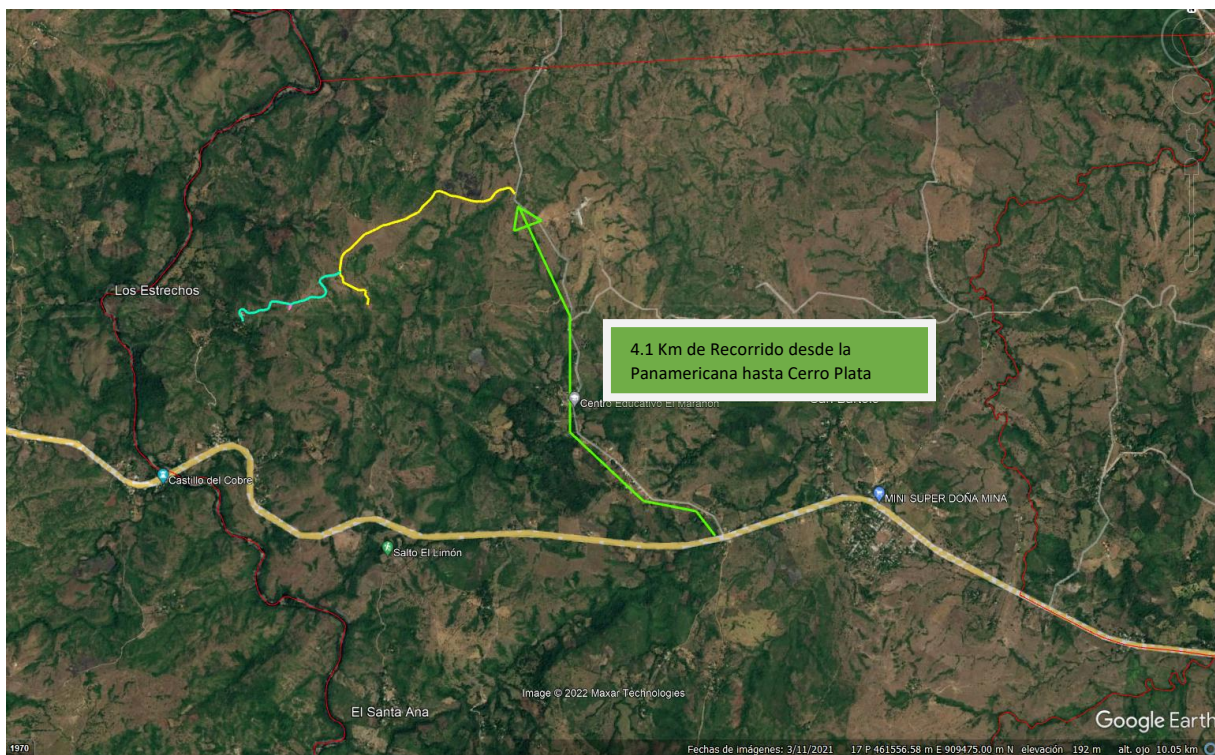 Los Estrechos
4.1 Km de Recorrido desde la
Panamericana hasta Cerro Plata
Centro Educativo El Marañón
Castillo del Cobre
MINI SUPER DOÑA MINA
Salto El Limón
Image © 2022 Maxar Technologies
El Santa Ana
Google Earth
1970
Fechas de imágenes: 3/11/2021 17 P 461556.58 m E 909475.00 m N elevación 192 m alt. ojo 10.05 km